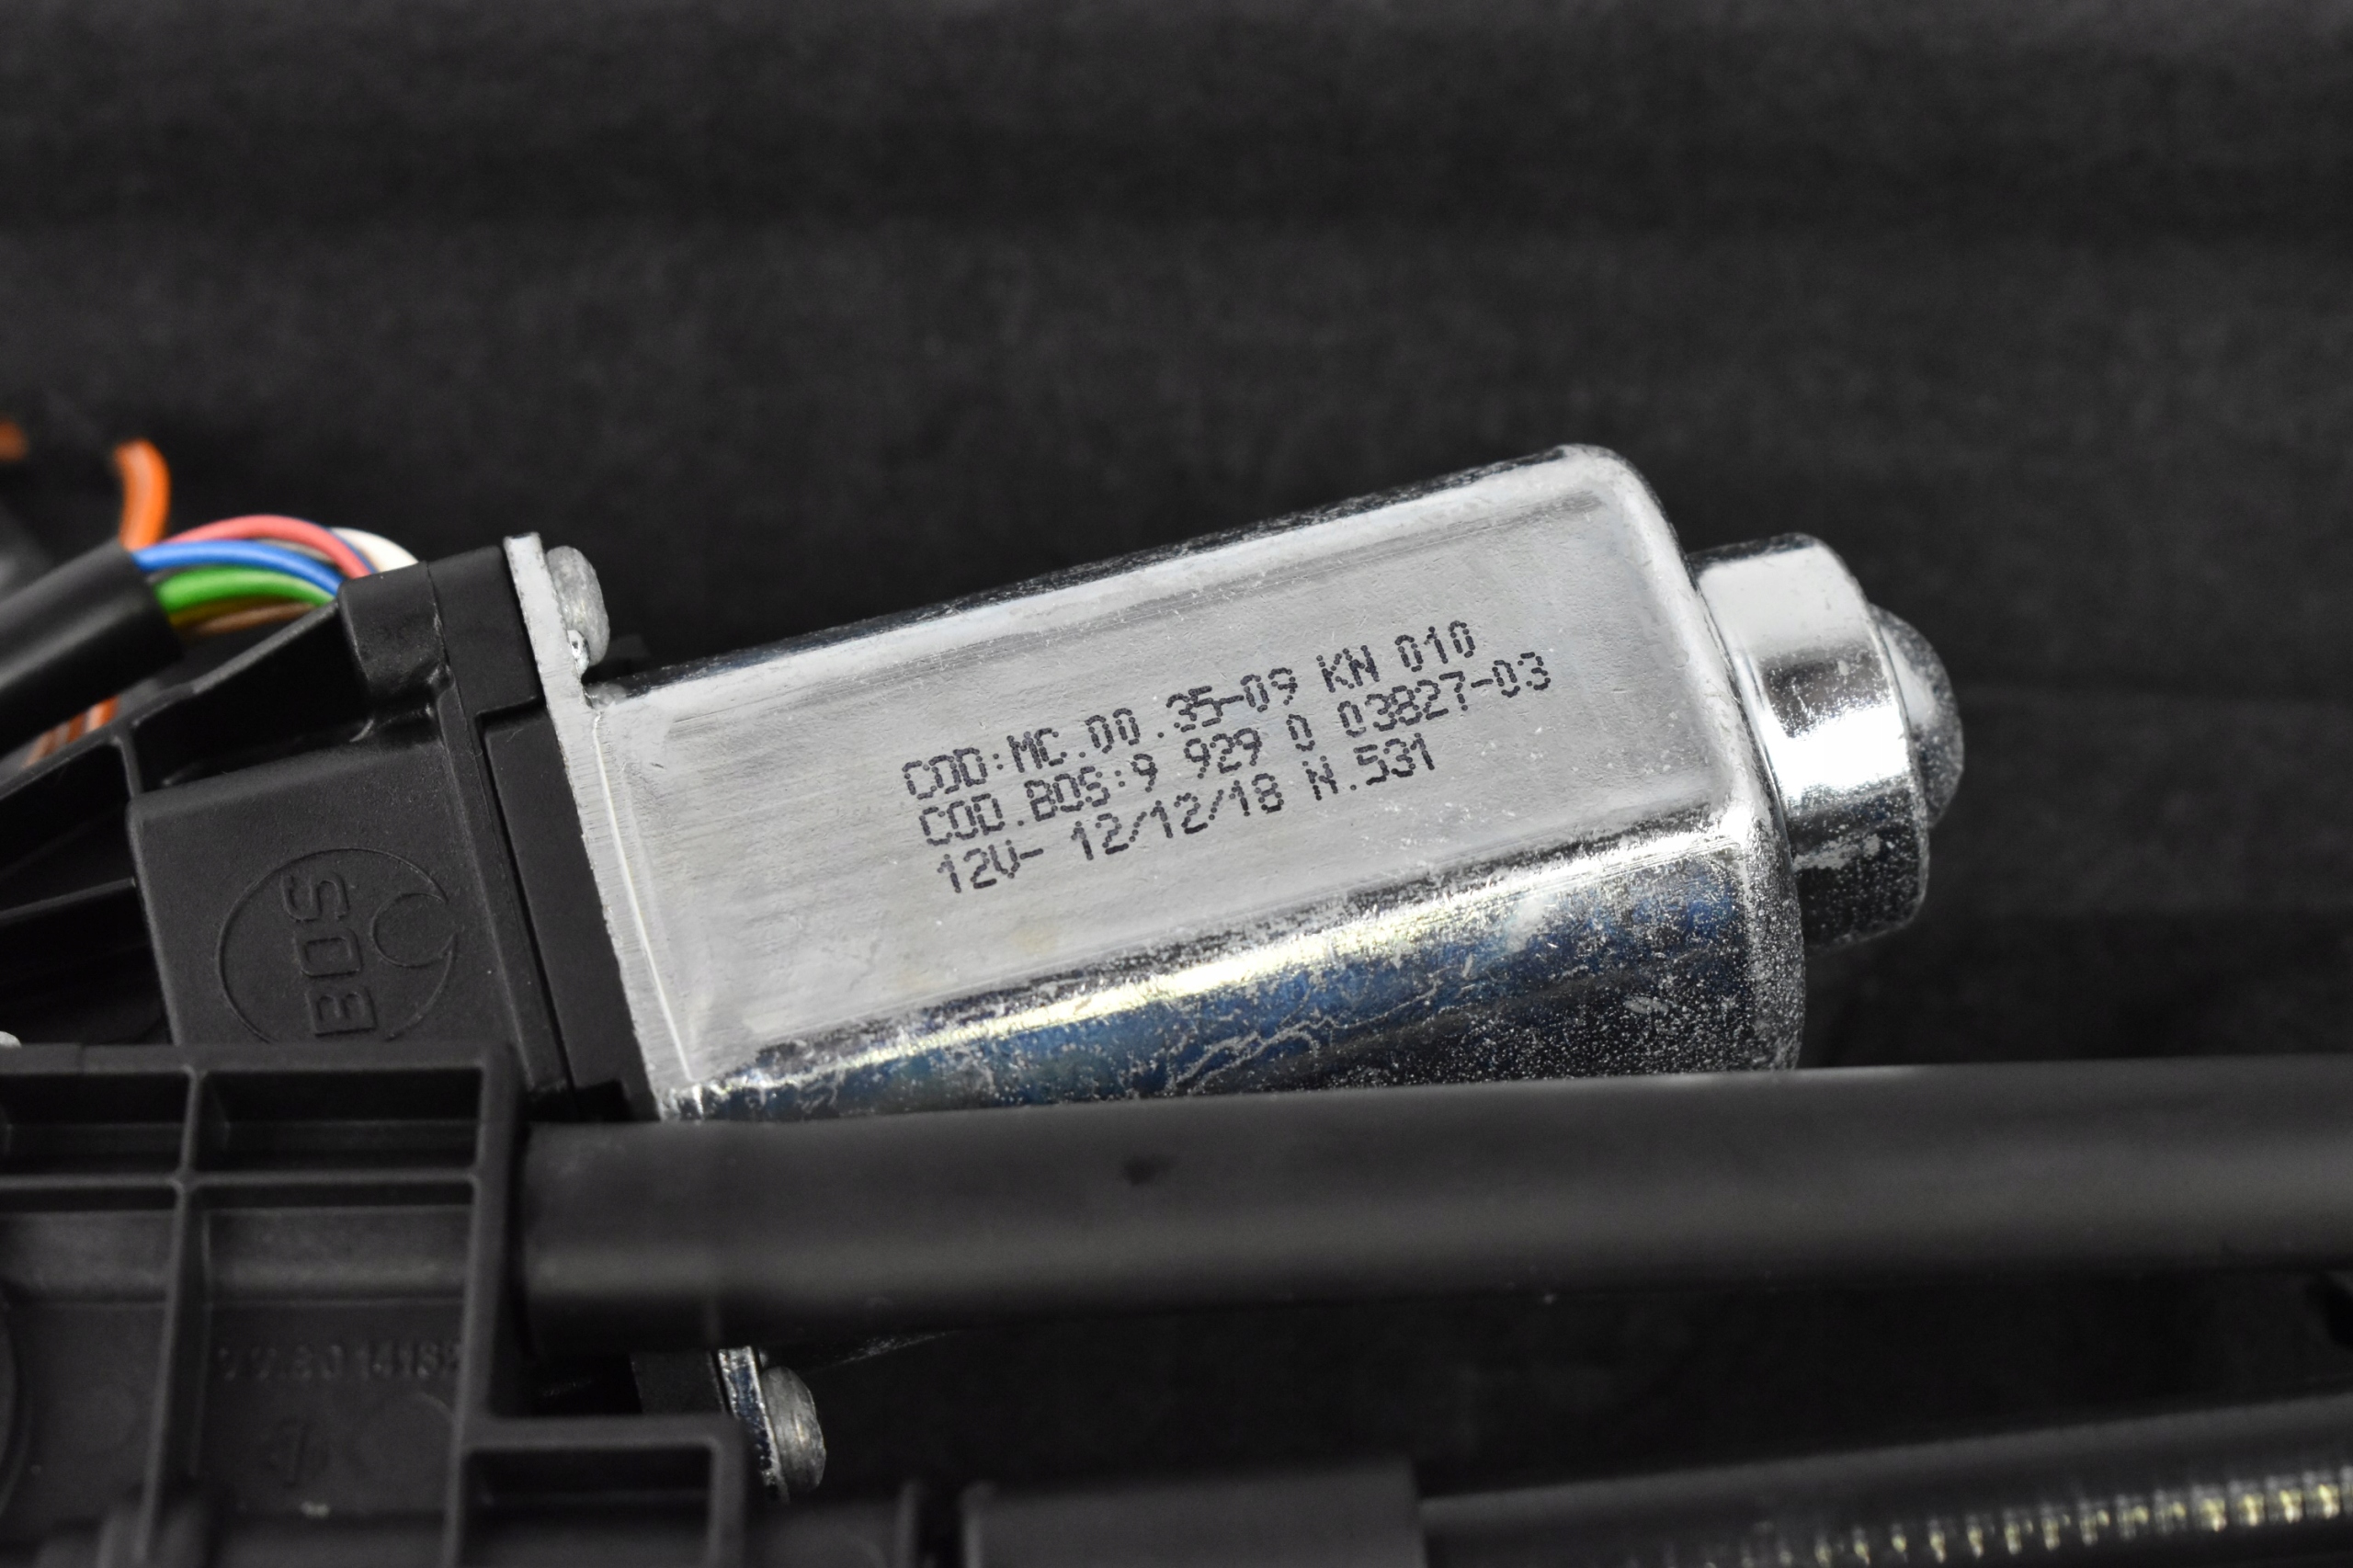 COD:MC.00.35-09 KN 010
COD.BOS:9 929 0 03827-03
12V- 12/12/18 N.531
BOS